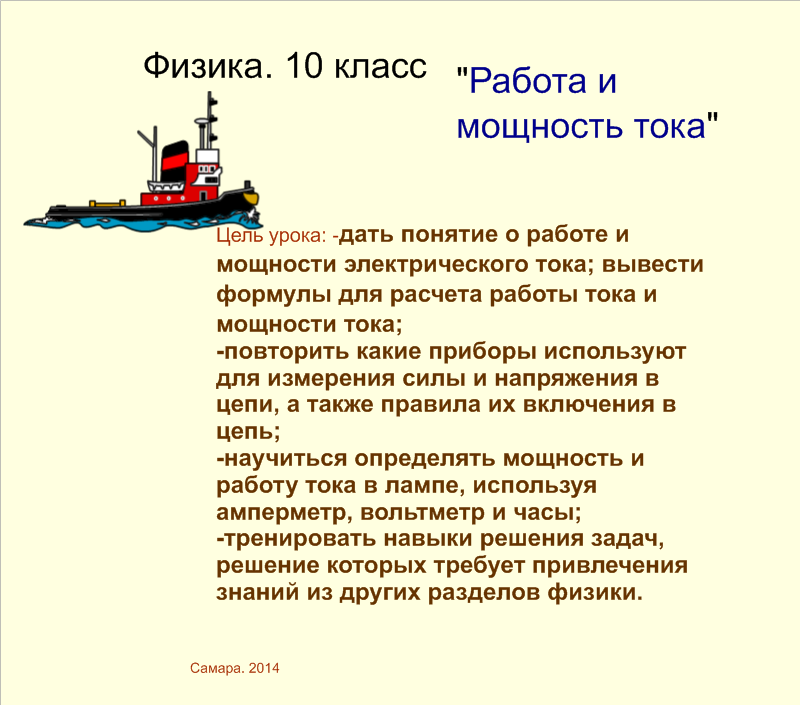 Физика. 10 класс
"Работа и
мощность тока"
Цель урока: -дать понятие о работе и
мощности электрического тока; вывести
формулы для расчета работы тока и
мощности тока;
-повторить какие приборы используют
для измерения силы и напряжения в
цепи, а также правила их включения в
цепь;
-научиться определять мощность и
работу тока в лампе, используя
амперметр, вольтметр и часы;
-тренировать навыки решения задач,
решение которых требует привлечения
знаний из других разделов физики.
Самара. 2014